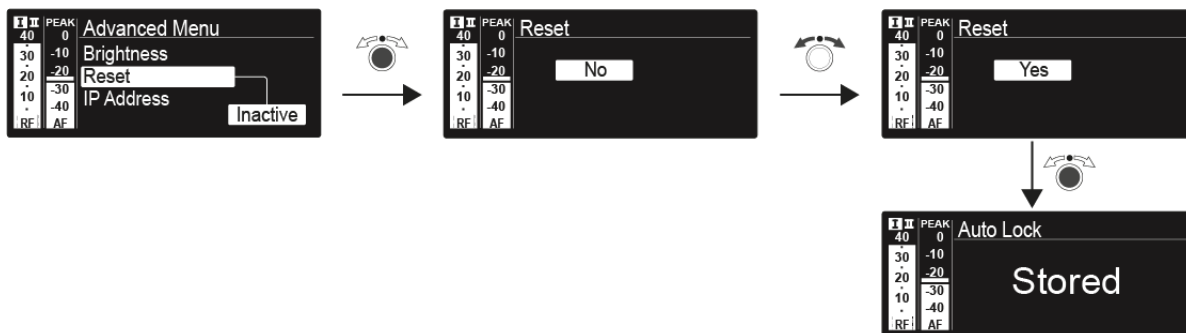 I II PEAK Advanced Menu
40 0
30 -10 Brightness
20 -20 Reset
10 -30 IP Address
-40 Inactive
RF AF
I II PEAK Reset
40 0
30 -10
20 -20 No
10 -30
-40
RF AF
I II PEAK Reset
40 0
30 -10
20 -20 Yes
10 -30
-40
RF AF
I II PEAK Auto Lock
40 0
30 -10
20 -20 Stored
10 -30
-40
RF AF